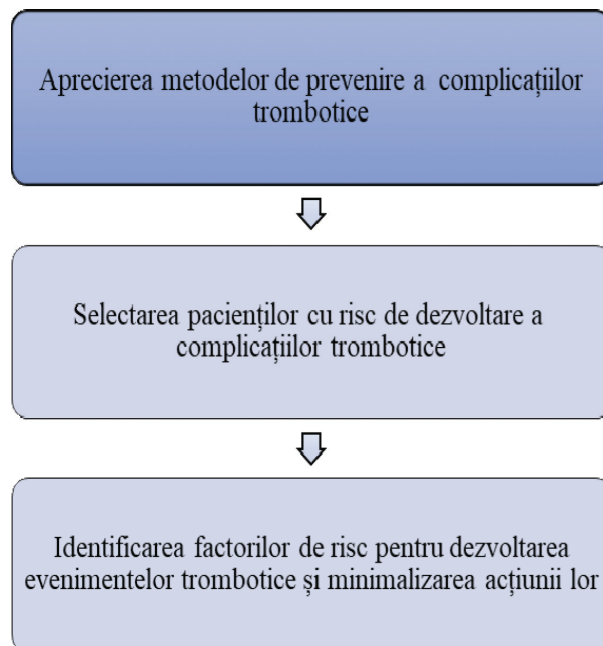 Aprecierea metodelor de prevenire a complicațiilor
trombotice
Selectarea pacienților cu risc de dezvoltare a
complicațiilor trombotice
Identificarea factorilor de risc pentru dezvoltarea
evenimentelor trombotice și minimalizarea acțiunii lor